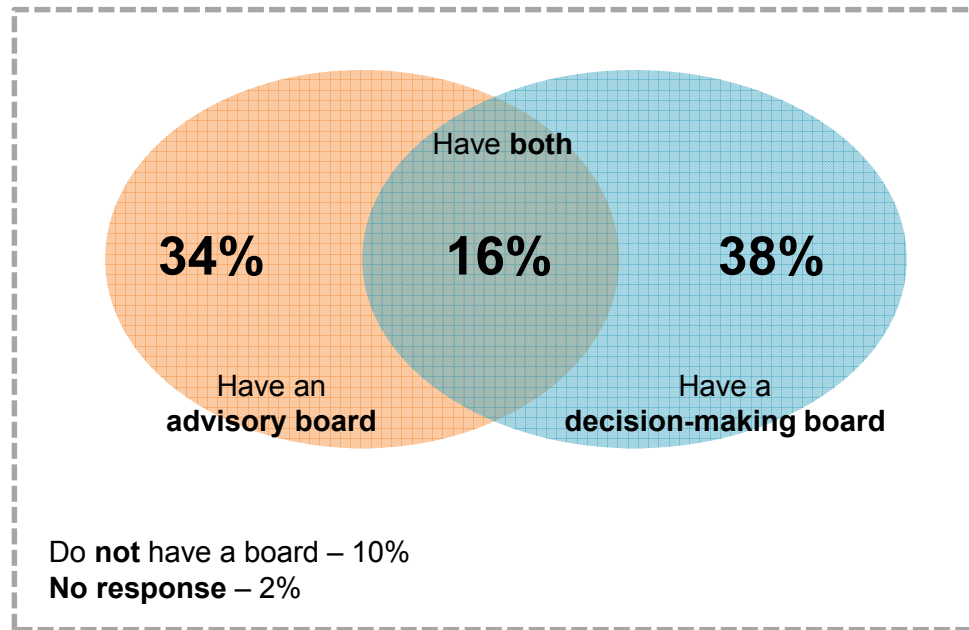 Have both
34%
16%
38%
Have an
advisory board
Have a
decision-making board
Do not have a board – 10%
No response – 2%